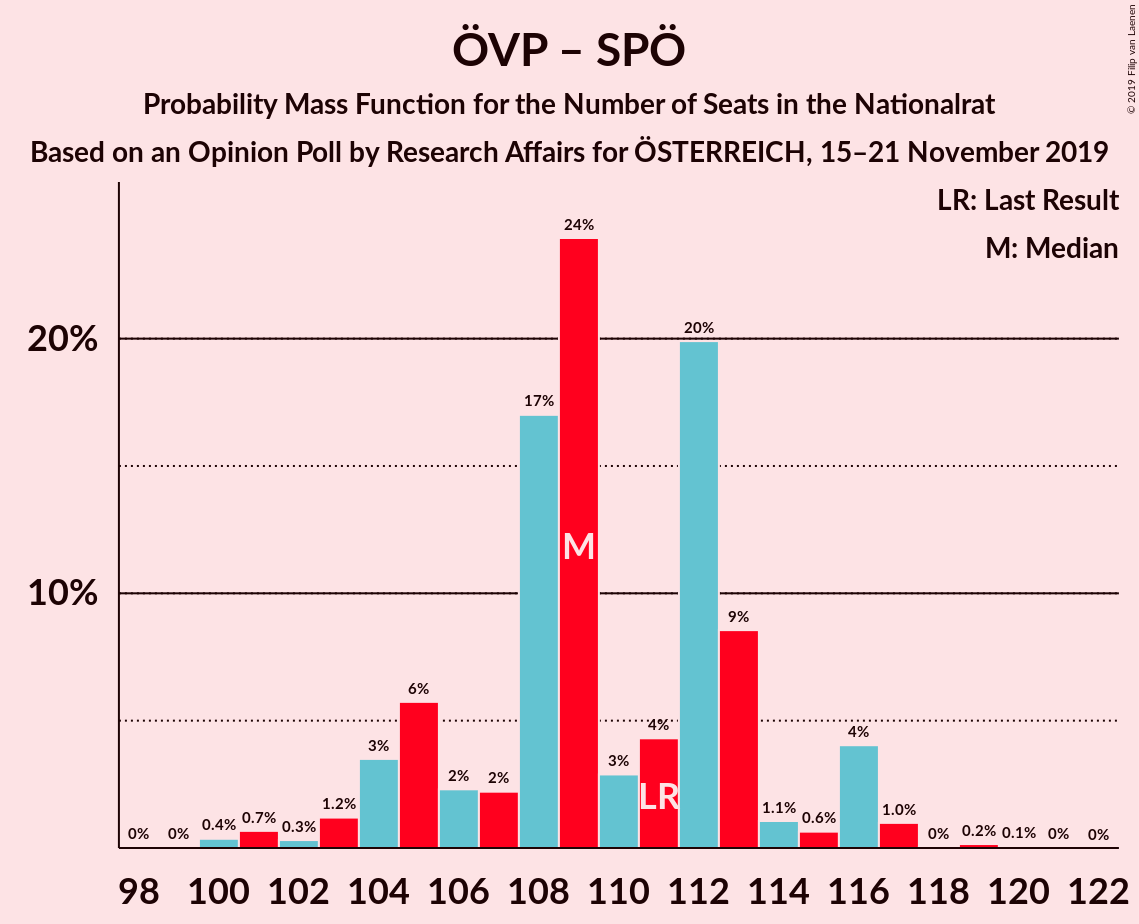 ÖVP – SPÖ
Probability Mass Function for the Number of Seats in the Nationalrat
Based on an Opinion Poll by Research Affairs for ÖSTERREICH, 15–21 November 2019
© 2019 Filip van Laenen
LR: Last Result
M: Median
20%
10%
0% 0% 0.4% 0.7% 0.3% 1.2% 3% 6% 2% 2% 17% 24% 3% 4% 20% 9% 1.1% 0.6% 4% 1.0% 0% 0.2% 0.1% 0% 0%
M
LR
98 100 102 104 106 108 110 112 114 116 118 120 122